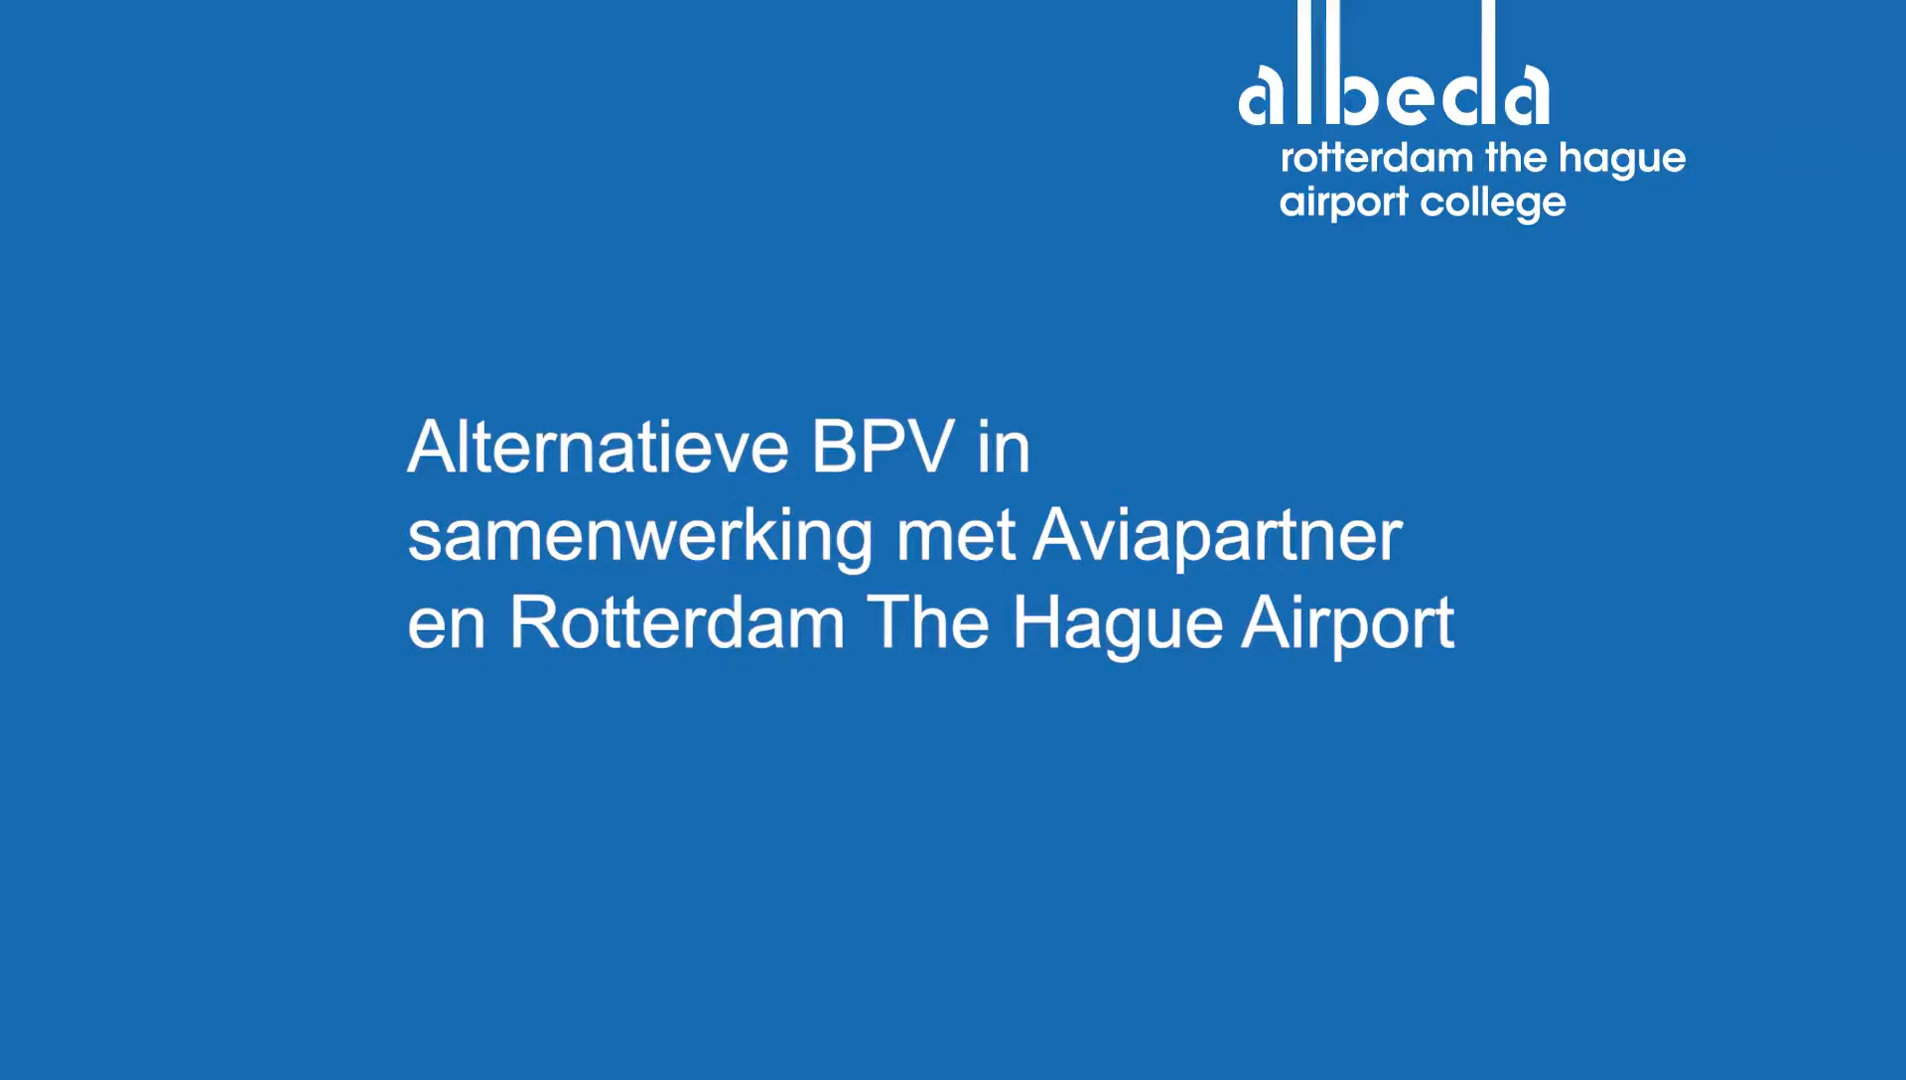 albeda
rotterdam the hague
airport college
Alternatieve BPV in
samenwerking met Aviapartner
en Rotterdam The Hague Airport